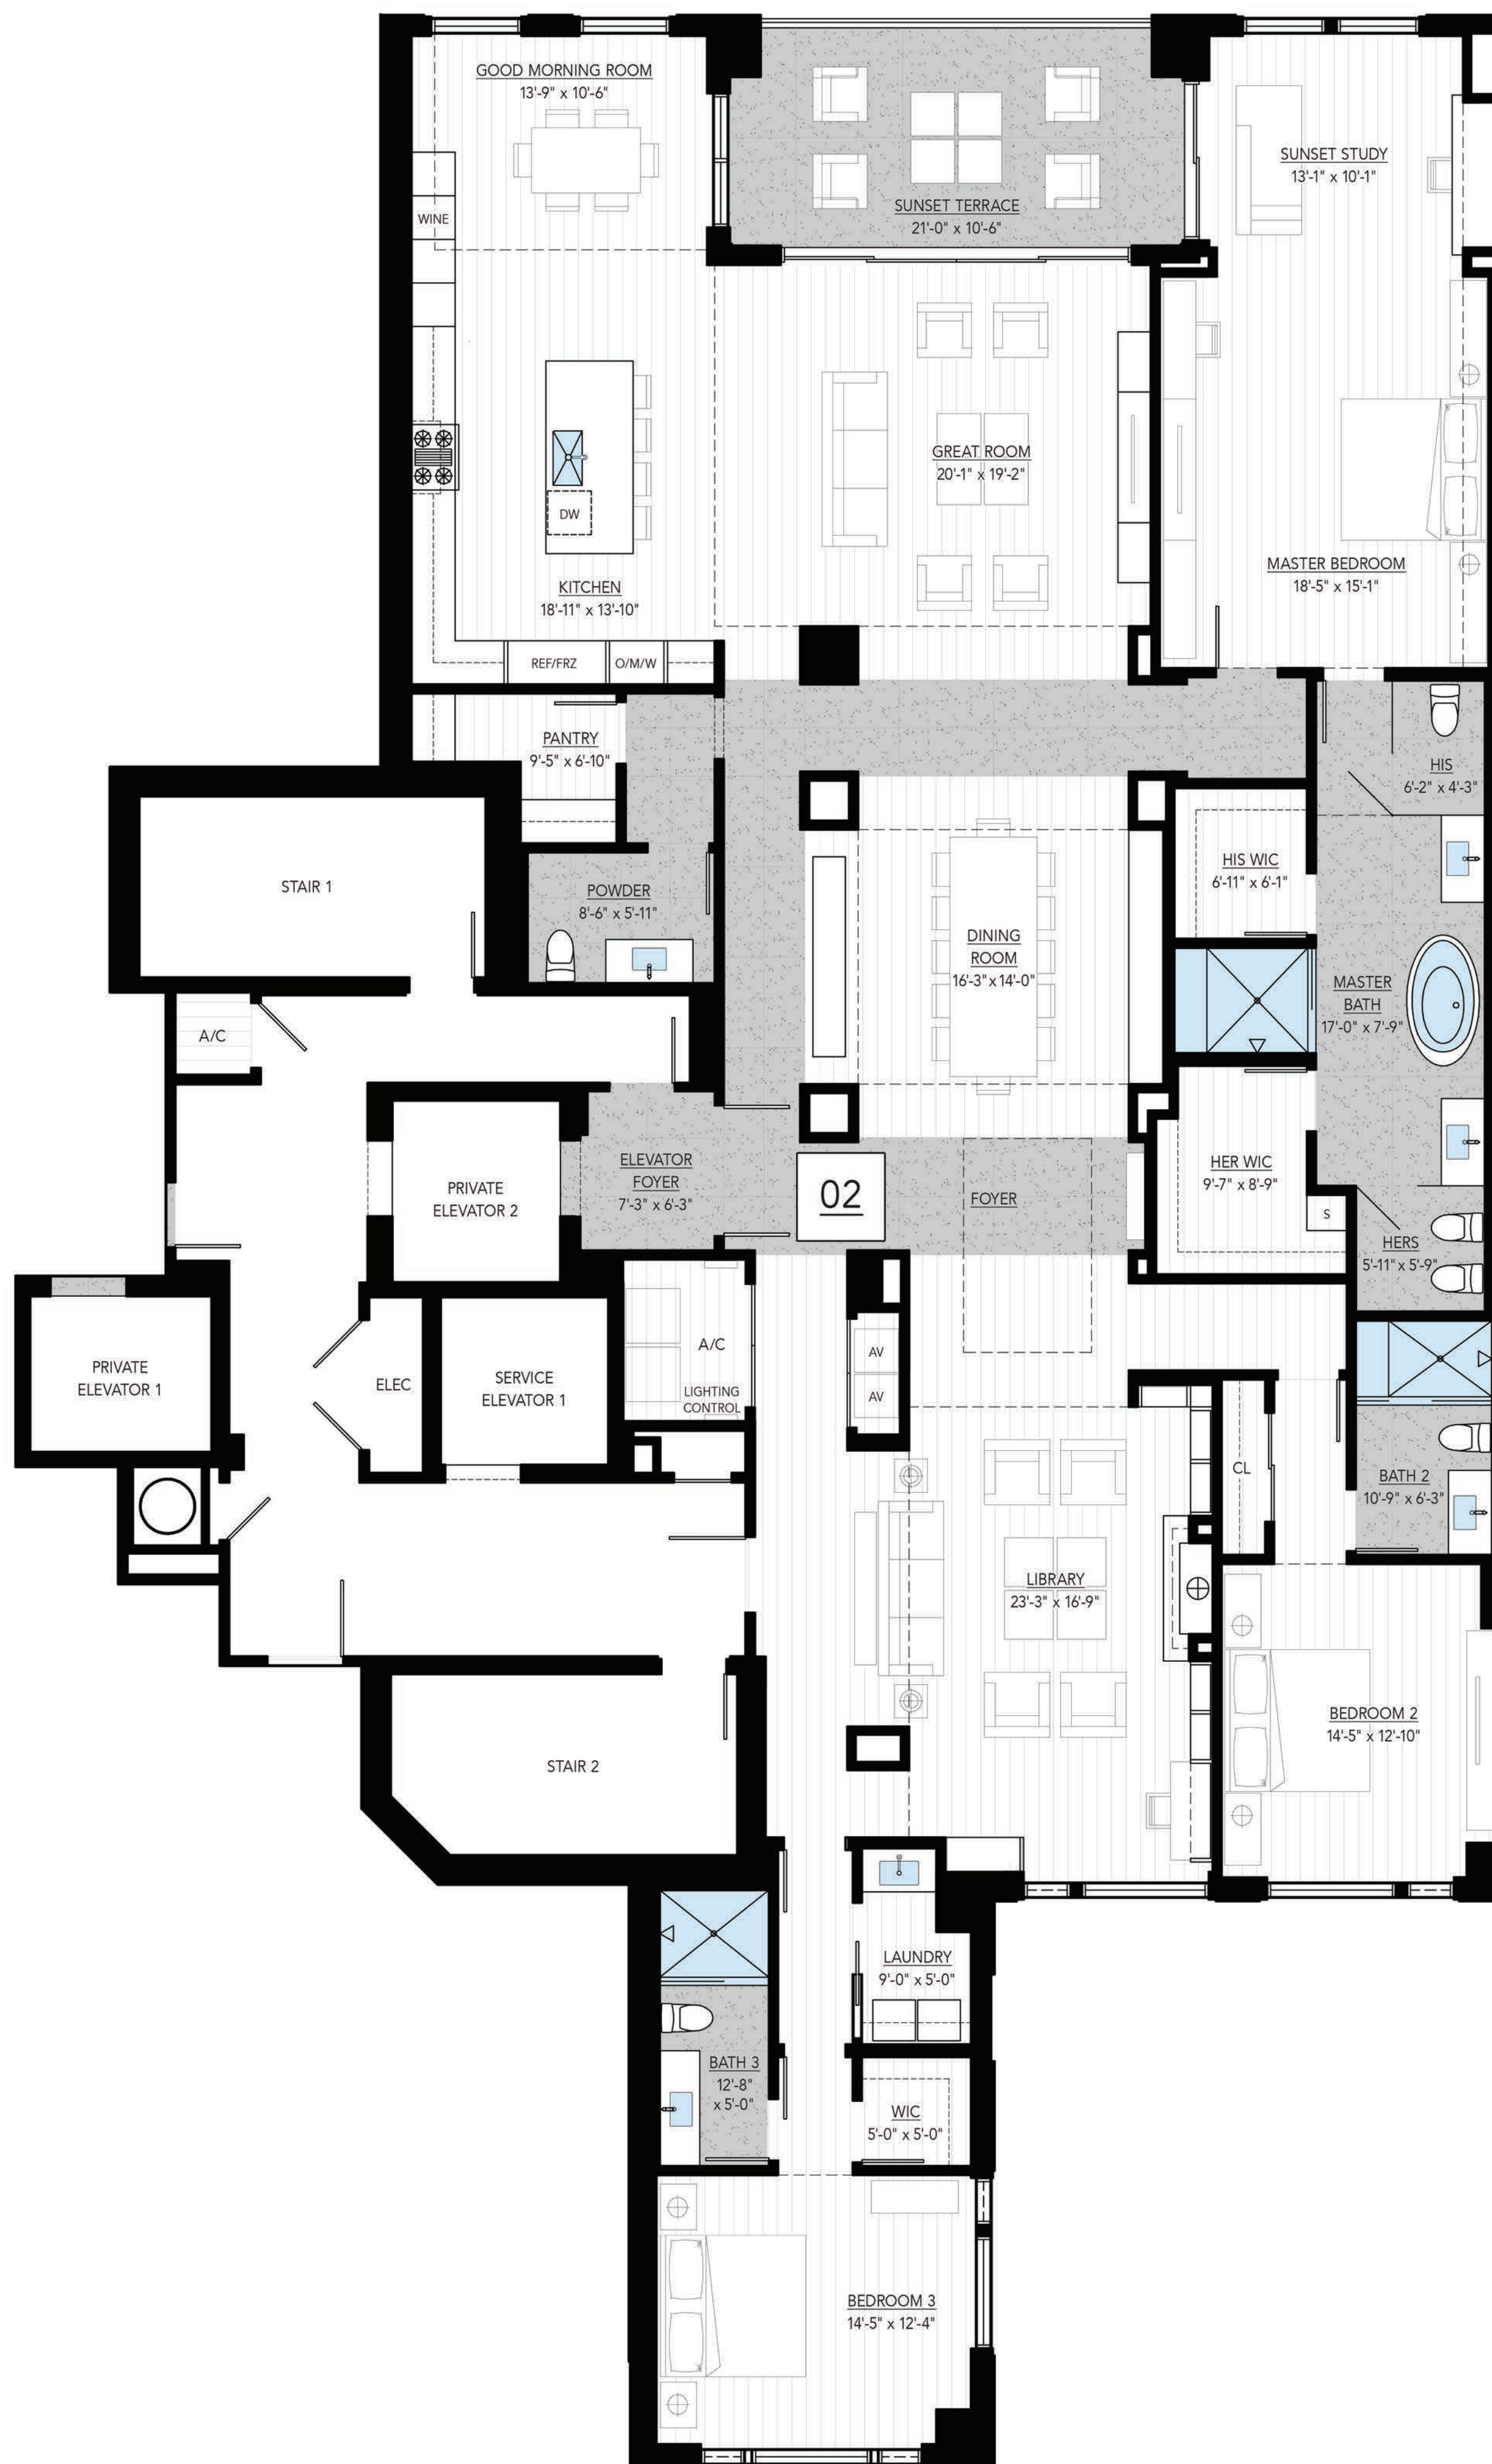 GOOD MORNING ROOM
13'-9" x 10'-6"
SUNSET STUDY
13'-1" x 10'-1"
WINE
SUNSET TERRACE
21'-0" x 10'-6"
GREAT ROOM
20'-1" x 19'-2"
DW
KITCHEN
18'-11" x 13'-10"
MASTER BEDROOM
18'-5" x 15'-1"
REF/FRZ
O/M/W
PANTRY
9'-5" x 6'-10"
HIS
6'-2" x 4'-3"
STAIR 1
POWDER
8'-6" x 5'-11"
HIS WIC
6'-11" x 6'-1"
DINING
ROOM
16'-3" x 14'-0"
MASTER
BATH
17'-0" x 7'-9"
A/C
PRIVATE
ELEVATOR 2
ELEVATOR
FOYER
7'-3" x 6'-3"
02
FOYER
HER WIC
9'-7" x 8'-9"
S
HERS
5'-11" x 5'-9"
PRIVATE
ELEVATOR 1
ELEC
SERVICE
ELEVATOR 1
A/C
LIGHTING
CONTROL
AV
AV
CL
BATH 2
10'-9" x 6'-3"
LIBRARY
23'-3" x 16'-9"
BEDROOM 2
14'-5" x 12'-10"
STAIR 2
LAUNDRY
9'-0" x 5'-0"
BATH 3
12'-8"
x 5'-0"
WIC
5'-0" x 5'-0"
BEDROOM 3
14'-5" x 12'-4"